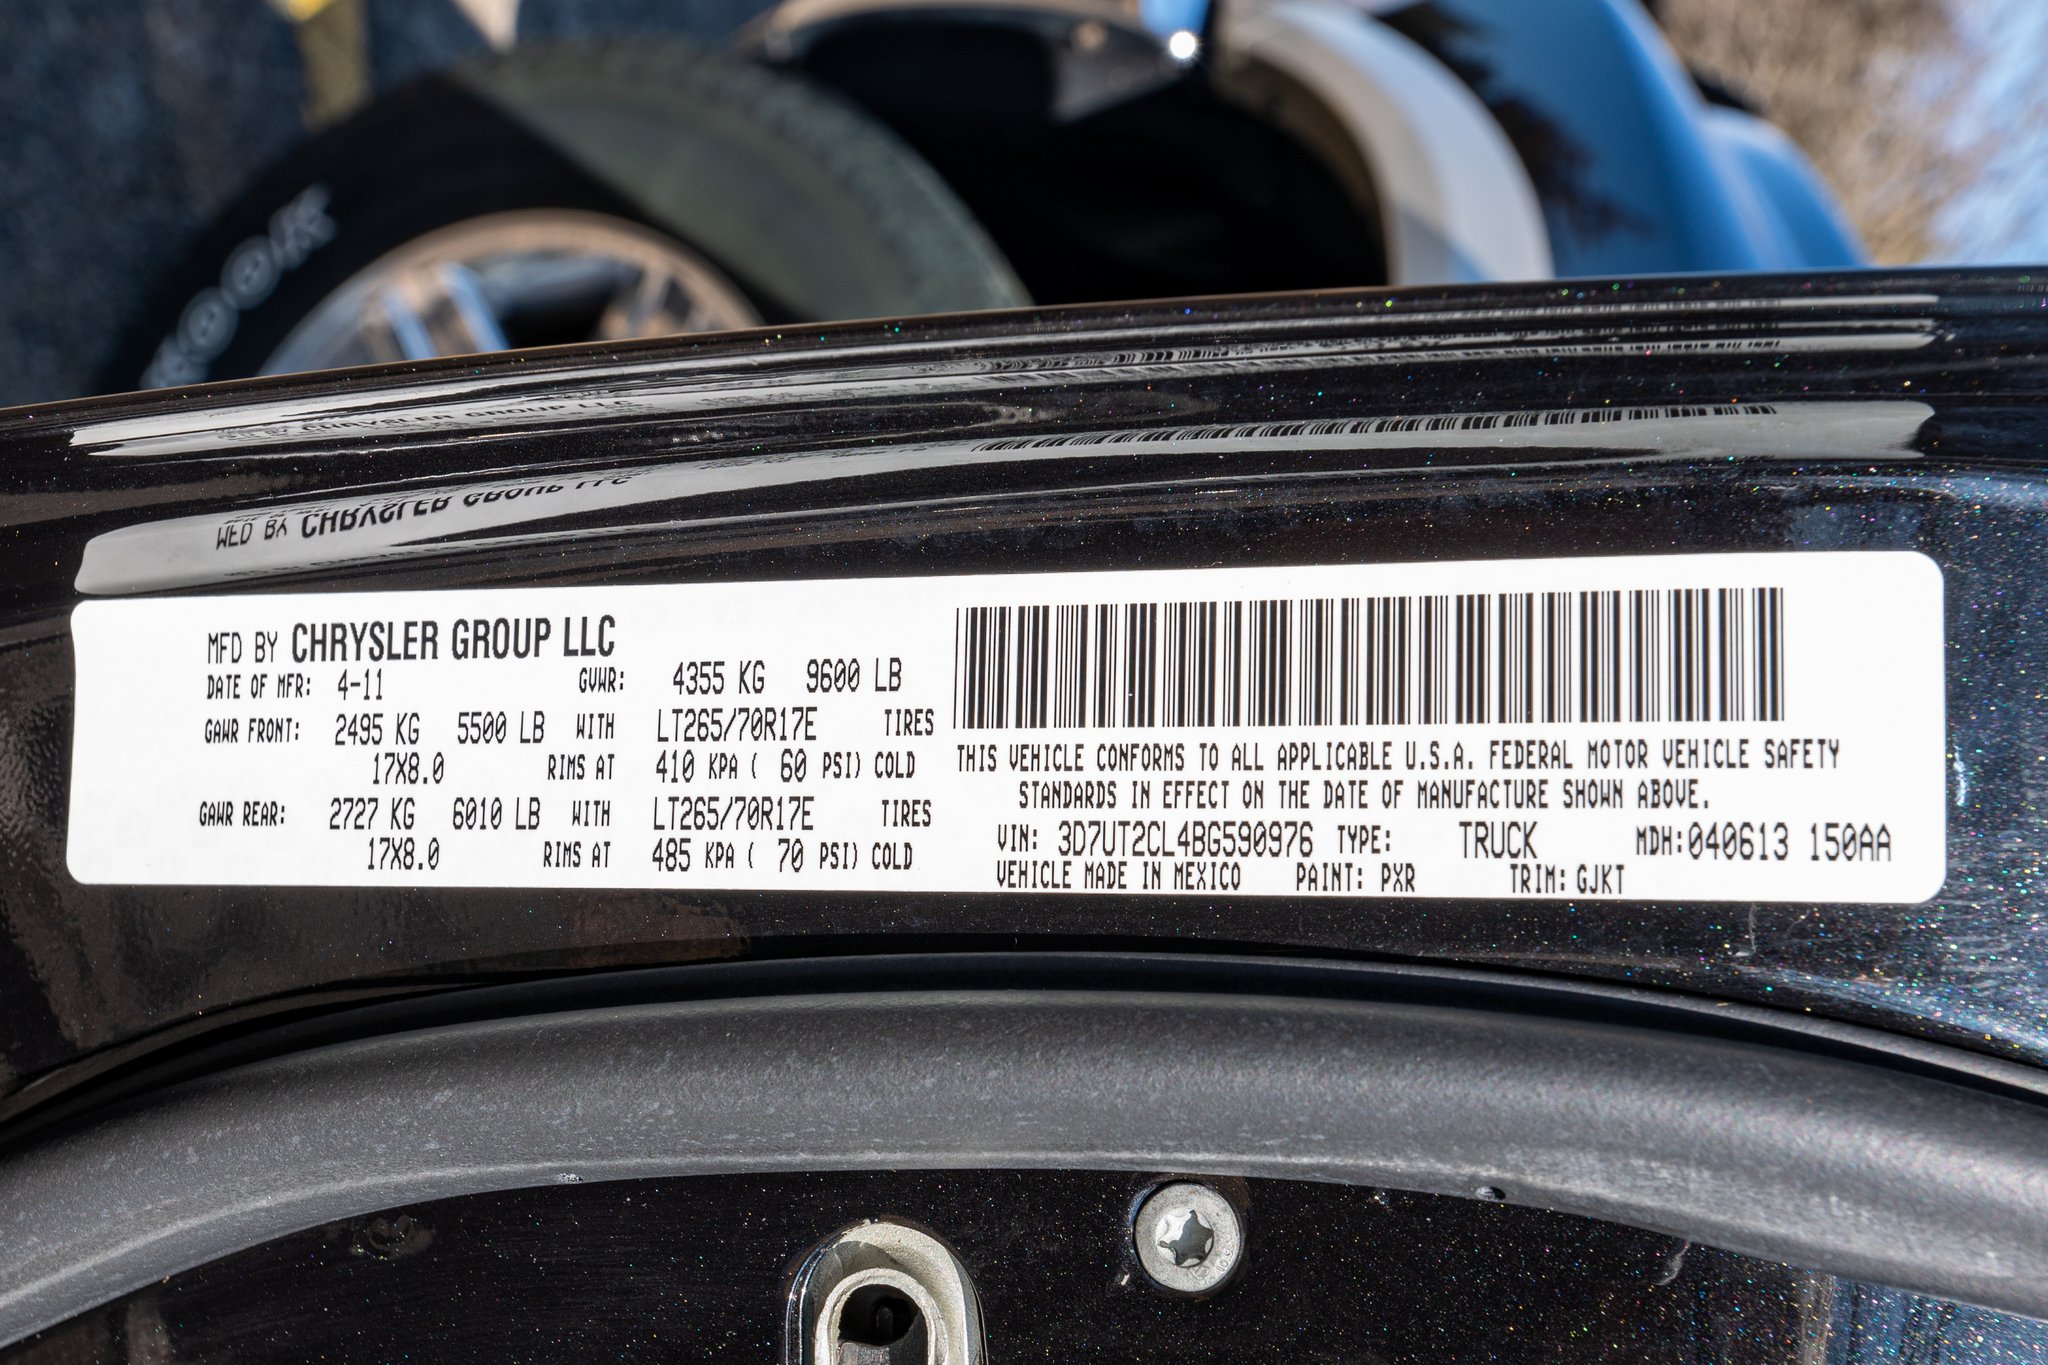 OOK
MFD BY CHRYSLER GROUP LLC
DATE OF MFR: 4-11 GVWR: 4355 KG 9600 LB
GAWR FRONT: 2495 KG 5500 LB WITH LT265/70R17E TIRES
17X8.0 RIMS AT 410 KPA ( 60 PSI) COLD
GAWR REAR: 2727 KG 6010 LB WITH LT265/70R17E TIRES
17X8.0 RIMS AT 485 KPA ( 70 PSI) COLD
THIS VEHICLE CONFORMS TO ALL APPLICABLE U.S.A. FEDERAL MOTOR VEHICLE SAFETY
STANDARDS IN EFFECT ON THE DATE OF MANUFACTURE SHOWN ABOVE.
VIN: 3D7UT2CL4BG590976 TYPE: TRUCK MDH:040613 150AA
VEHICLE MADE IN MEXICO PAINT: PXR TRIM: GJKT